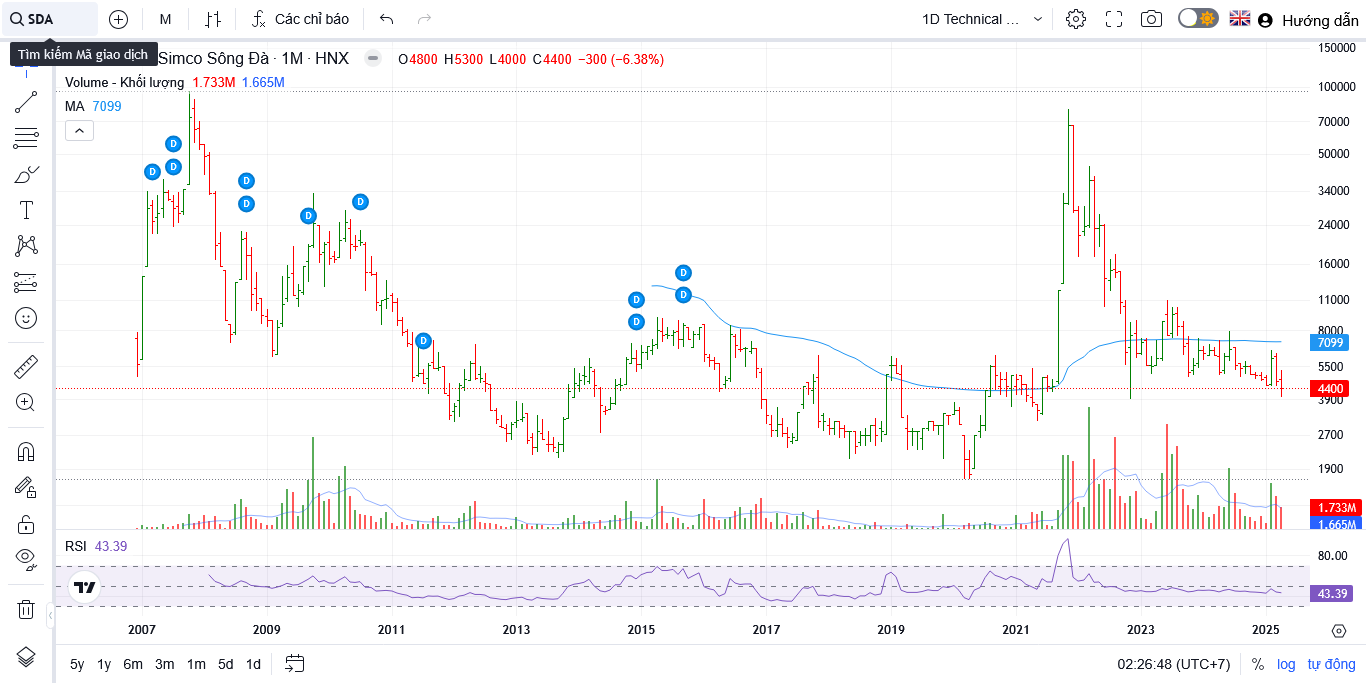 SDA M Các chỉ báo 1D Technical ... Hướng dẫn
Tìm kiếm Mã giao dịch
Simco Sông Đà · 1M · HNX O4800 H5300 L4000 C4400 −300 (−6.38%)
Volume - Khối lượng 1.733M 1.665M
MA 7099
150000
100000
70000
50000
34000
24000
16000
11000
8000
7099
5500
4400
3900
2700
1900
1.733M
1.665M
D D D D D D D D D D D D
RSI 43.39
80.00
43.39
2007 2009 2011 2013 2015 2017 2019 2021 2023 2025
5y 1y 6m 3m 1m 5d 1d 02:26:48 (UTC+7) % log tự động